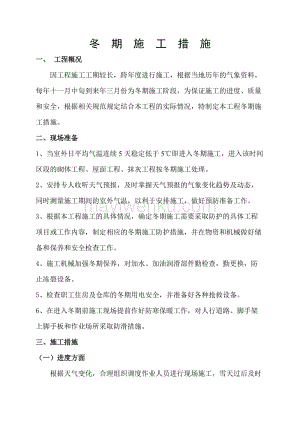 冬 期 施 工 措 施
一、 工深概况
因工程施工工期较长，跨年度进行施工，根据当地历年的气象资料，
每年十一月中旬到来年三月份为冬期施工阶段，为保证施工的进度、质量
和安全，根据相关规范规定结合本工程的实际情况，特制定本工程冬期施
工措施。
二、现场准备
1、当室外日平均气温连续 5 天稳定低于 5℃即进入冬期施工，进入该时间
区段的砌体工程、屋面工程、抹灰工程按冬期施工处理。
2、安排专人收听天气预报，及时掌握天气预报的气象变化趋势及动态，
同时测量施工期间的室外气温，以利于安排施工，做好预防准备工作。
3、根据本工程施工的具体情况，确定冬期施工需要采取防护的具体工程
项目或工作内容，制定相应的冬期施工防护措施，并在物资和机械做好储
备和保养和安全检查工作。
4、施工机械加强冬期保养，对加水、加油润滑部件勤检查，勤更换，防
止冻裂设备。
5、检查职工住房及仓库的冬期用电安全，并准备好各种抢救设备。
6、在进入冬期前施工现场提前作好防寒保暖工作，对人行道路、脚手架
上脚手板和作业场所采取防滑措施。
三、施工措施
（一）进度方面
根据天气变化，合理组织调度作业人员进行现场施工，雪天过后及时